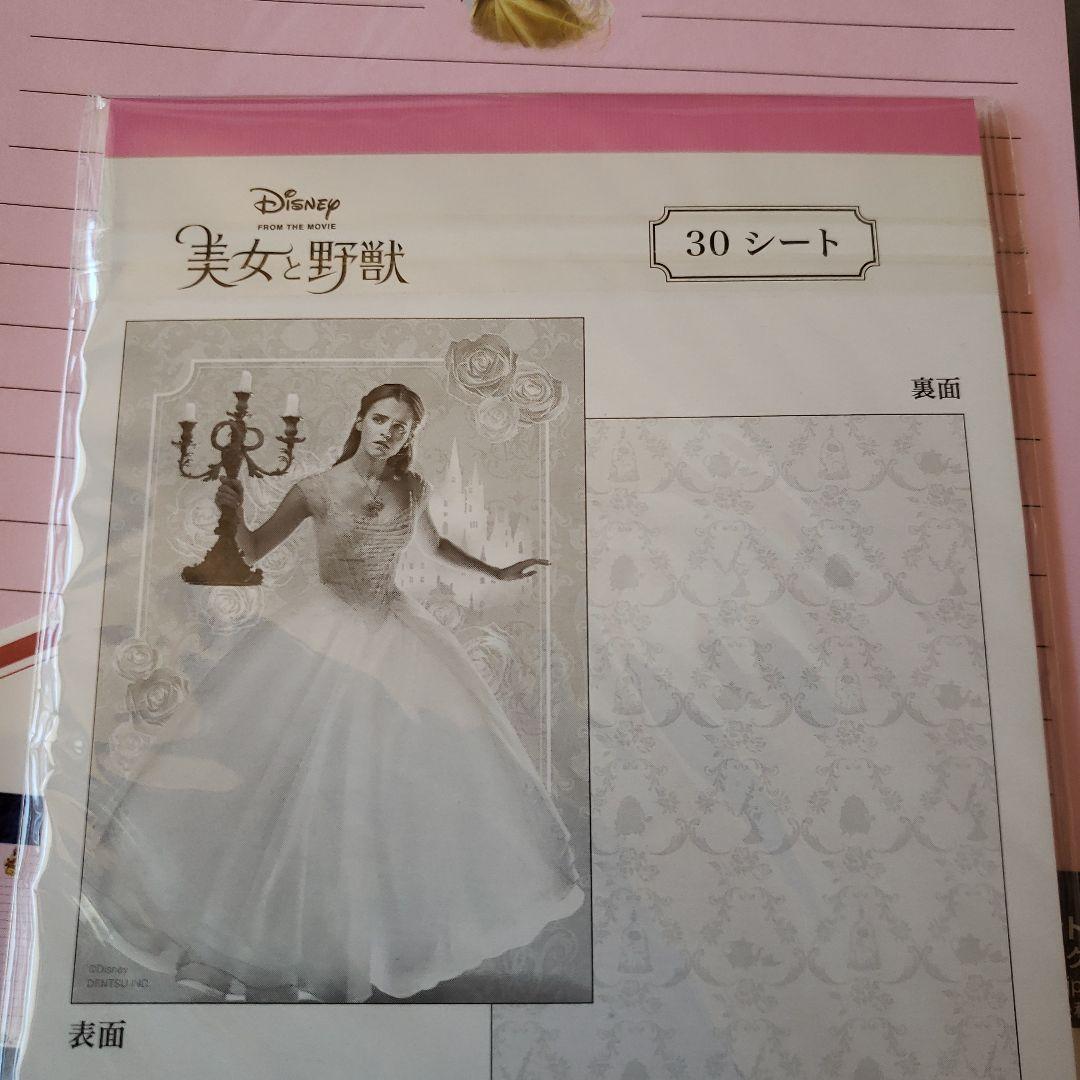 Disney
FROM THE MOVIE
美女と野獣
30 シート
裏面
©Disney
DENTSU INC.
表面